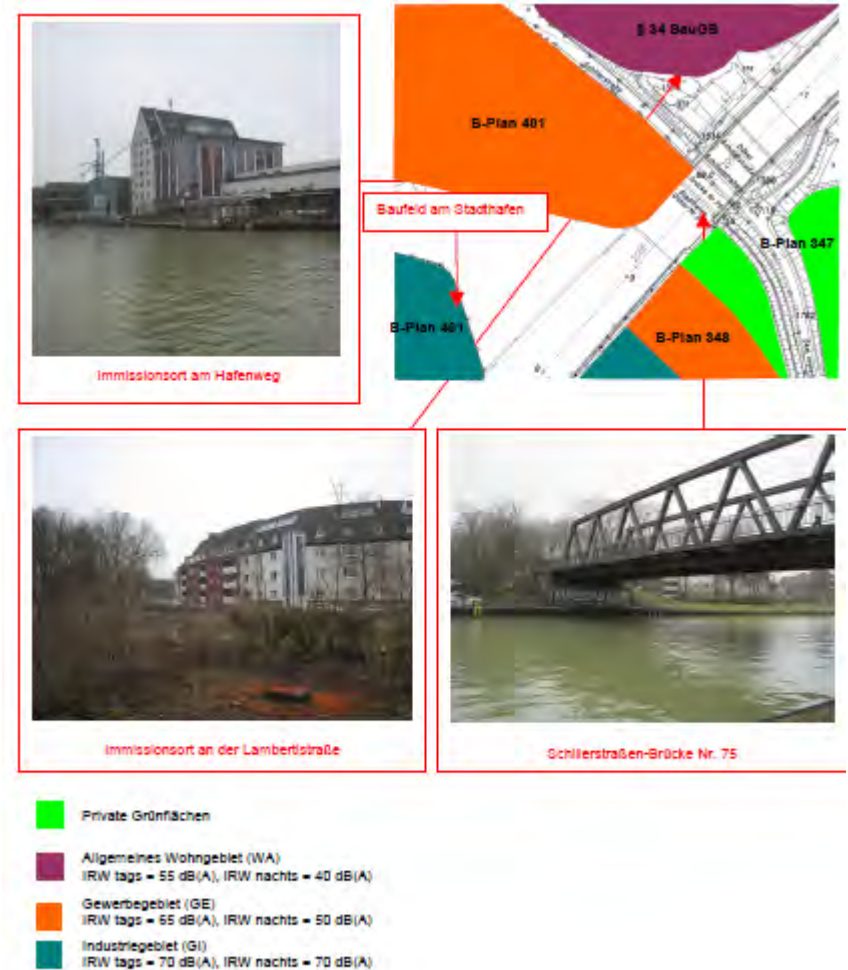 § 34 BauGB
B-Plan 401
Baufeld am Stadthafen
B-Plan 347
B-Plan 401
B-Plan 348
Immissionsort am Hafenweg
Immissionsort an der Lambertistraße
Schillerstraßen-Brücke Nr. 75
Private Grünflächen
Allgemeines Wohngebiet (WA)
IRW tags = 55 dB(A), IRW nachts = 40 dB(A)
Gewerbegebiet (GE)
IRW tags = 65 dB(A), IRW nachts = 50 dB(A)
Industriegebiet (GI)
IRW tags = 70 dB(A), IRW nachts = 70 dB(A)